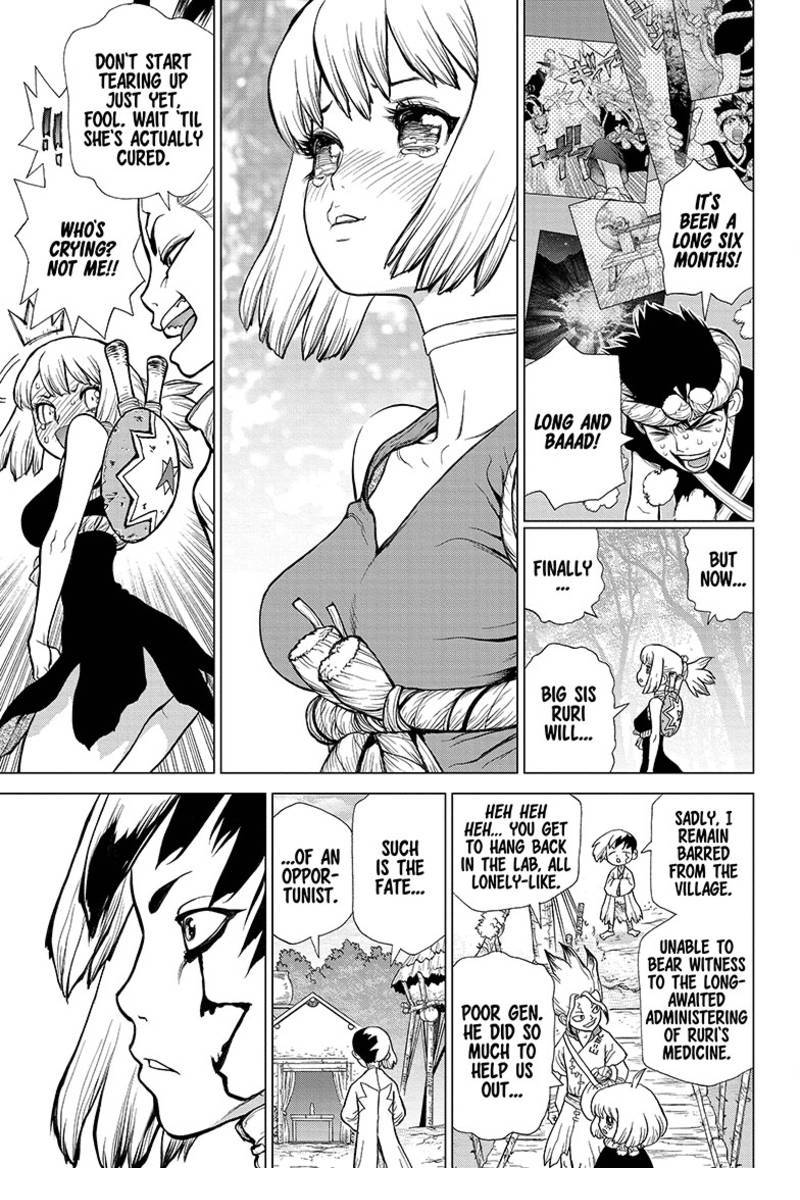 IT'S
BEEN A
LONG SIX
MONTHS!
LONG AND
BAAAD!
BUT
NOW...
FINALLY
...
BIG SIS
RURI
WILL...
DON'T START
TEARING UP
JUST YET,
FOOL. WAIT 'TIL
SHE'S ACTUALLY
CURED.
!!
WHO'S
CRYING?
NOT ME!!
SADLY, I
REMAIN
BARRED
FROM THE
VILLAGE.
UNABLE TO
BEAR WITNESS
TO THE LONG-
AWAITED
ADMINISTERING
OF RURI'S
MEDICINE.
HEH HEH
HEH... YOU GET
TO HANG BACK
IN THE LAB, ALL
LONELY-LIKE.
POOR GEN.
HE DID SO
MUCH TO
HELP US
OUT...
SUCH
IS THE
FATE...
...OF AN
OPPOR-
TUNIST.